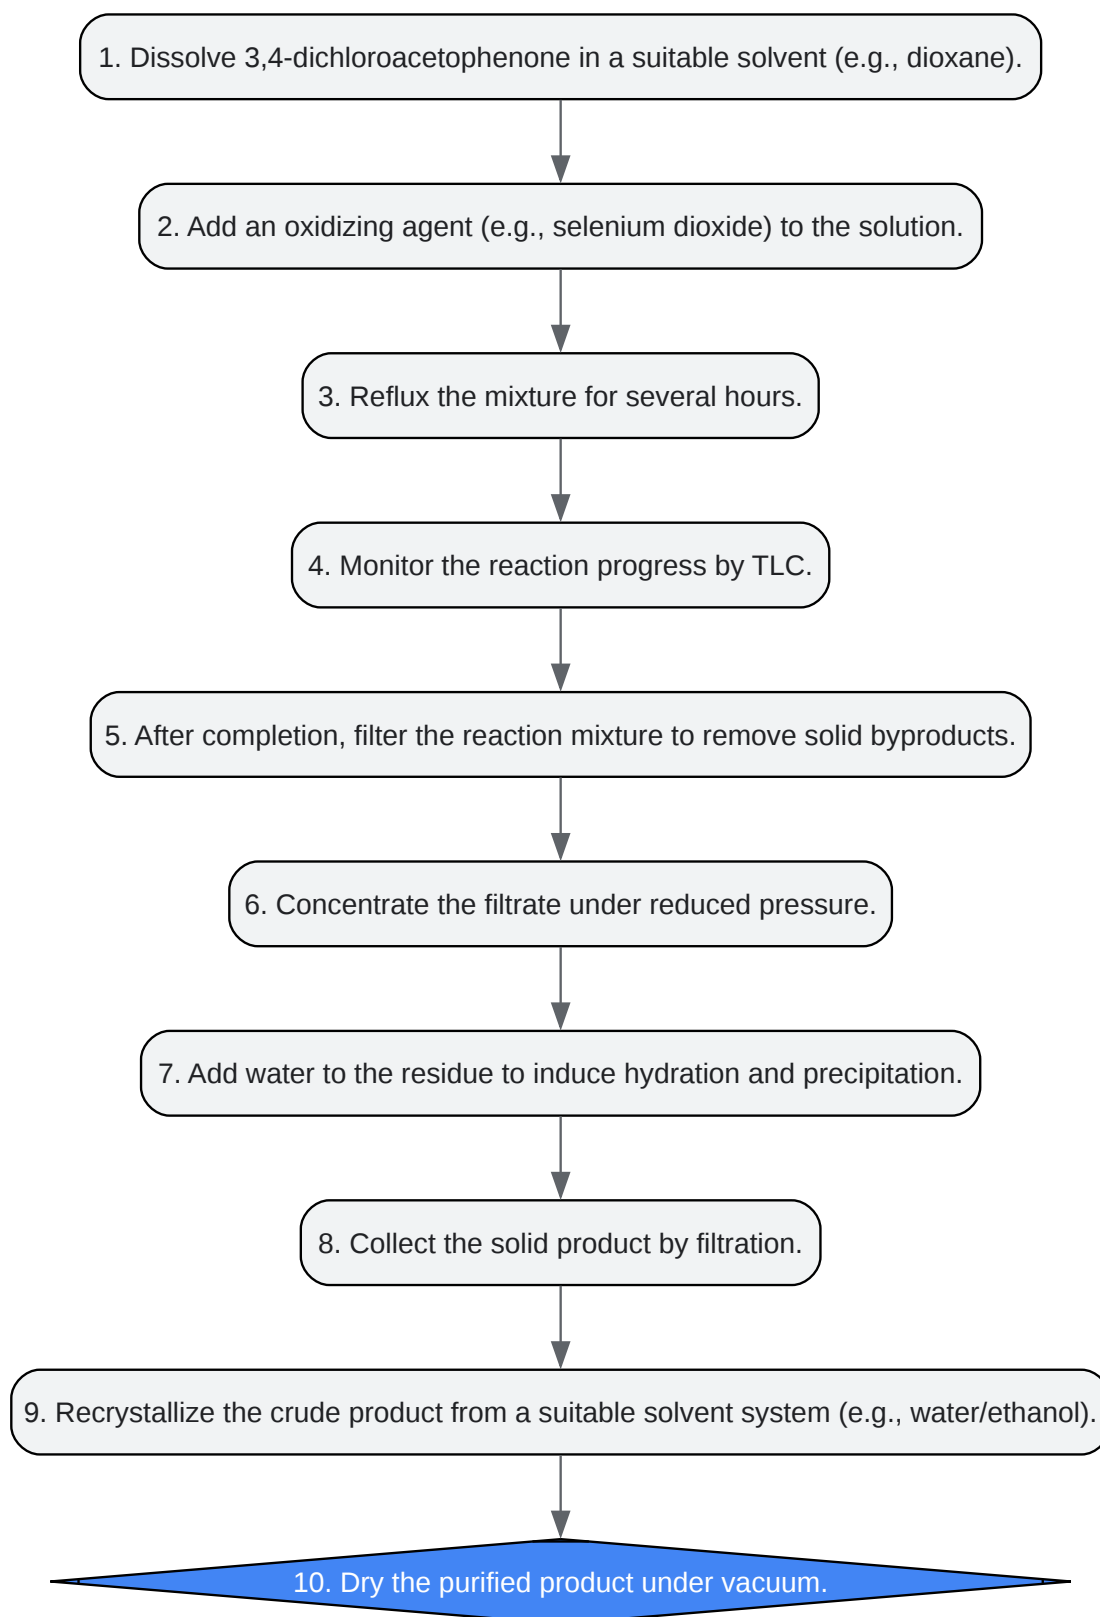 1. Dissolve 3,4-dichloroacetophenone in a suitable solvent (e.g., dioxane).
2. Add an oxidizing agent (e.g., selenium dioxide) to the solution.
3. Reflux the mixture for several hours.
4. Monitor the reaction progress by TLC.
5. After completion, filter the reaction mixture to remove solid byproducts.
6. Concentrate the filtrate under reduced pressure.
7. Add water to the residue to induce hydration and precipitation.
8. Collect the solid product by filtration.
9. Recrystallize the crude product from a suitable solvent system (e.g., water/ethanol).
10. Dry the purified product under vacuum.